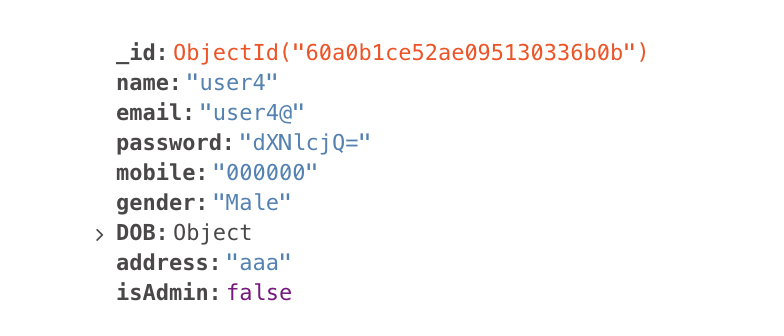 _id: ObjectId("60a0b1ce52ae095130336b0b")
name: "user4"
email: "user4@"
password: "dXNlcjQ="
mobile: "000000"
gender: "Male"
> DOB: Object
address: "aaa"
isAdmin: false